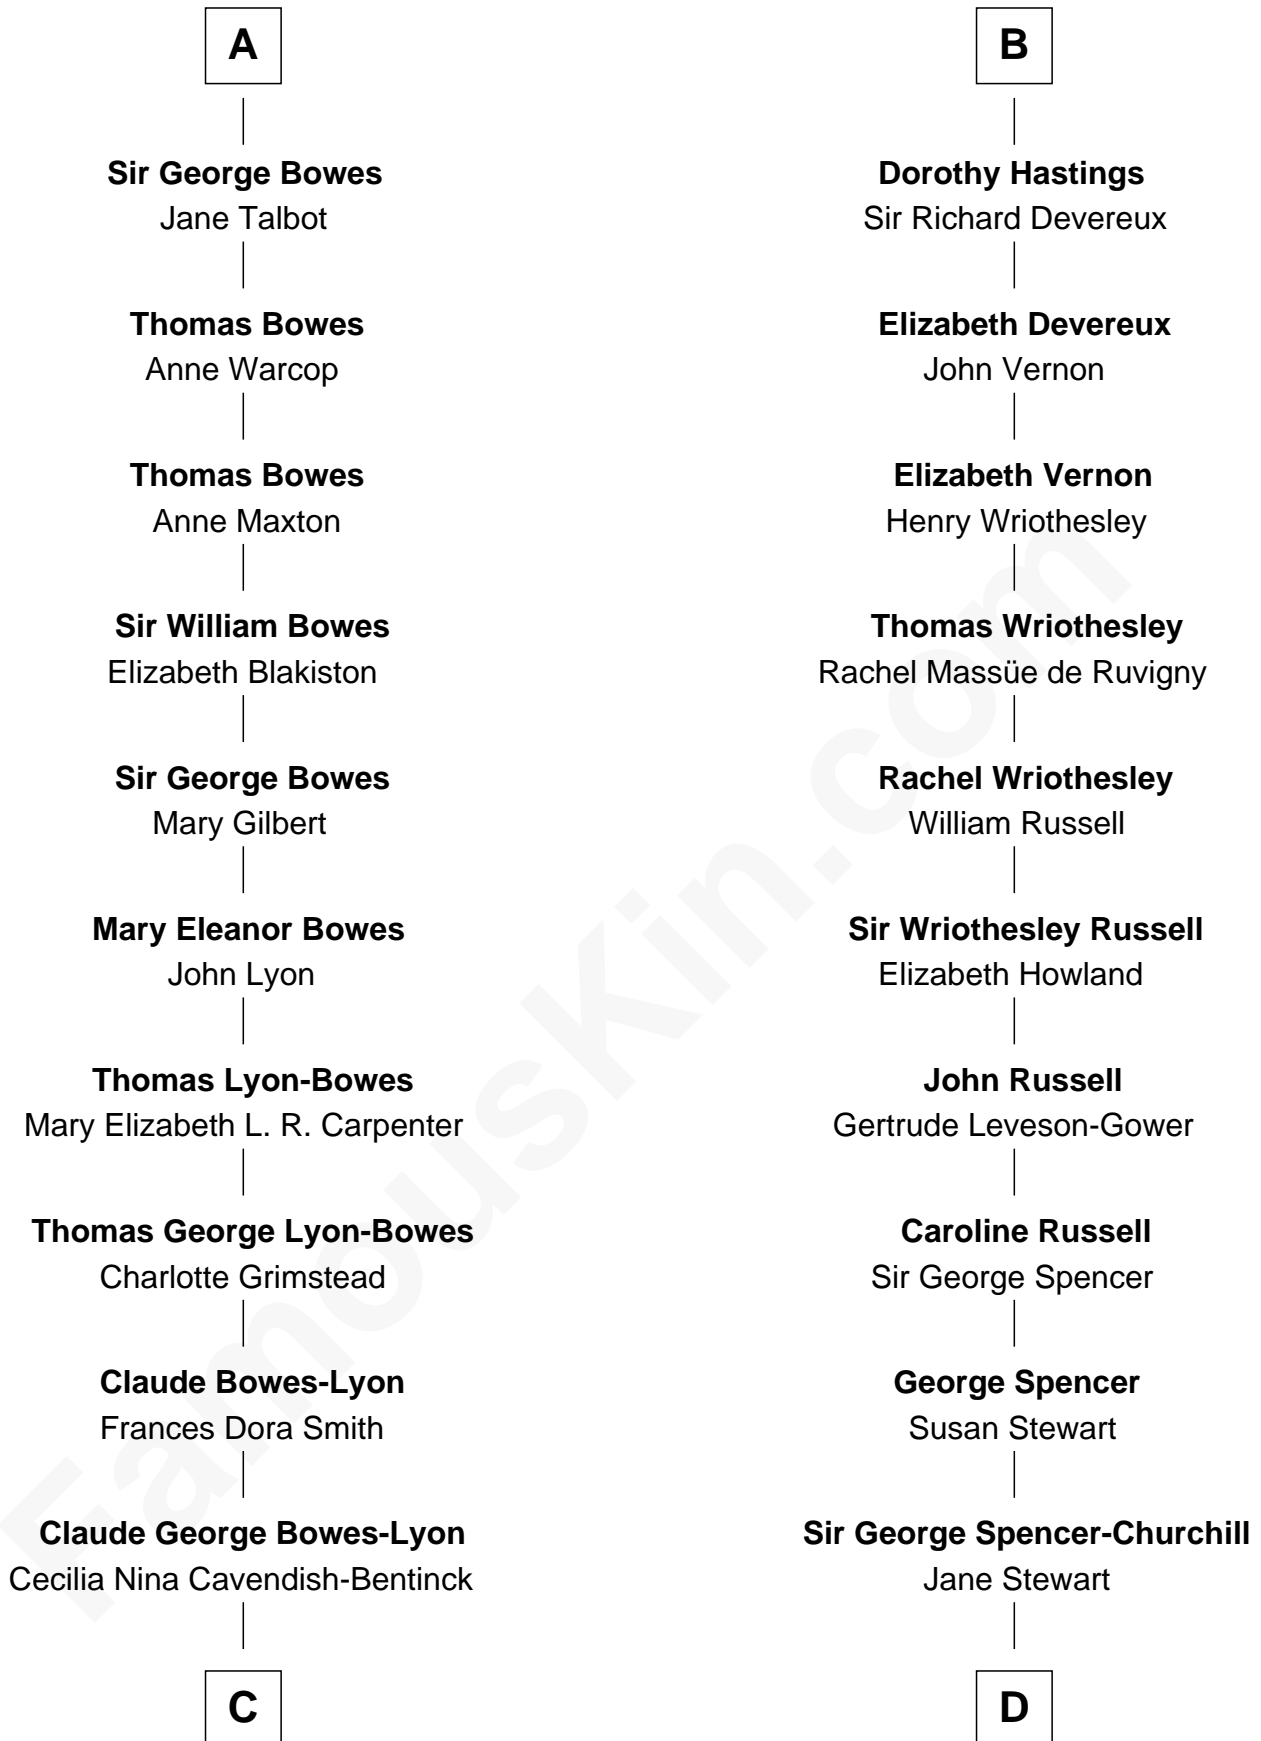 A
Sir George Bowes
Jane Talbot
Thomas Bowes
Anne Warcop
Thomas Bowes
Anne Maxton
Sir William Bowes
Elizabeth Blakiston
Sir George Bowes
Mary Gilbert
Mary Eleanor Bowes
John Lyon
Thomas Lyon-Bowes
Mary Elizabeth L. R. Carpenter
Thomas George Lyon-Bowes
Charlotte Grimstead
Claude Bowes-Lyon
Frances Dora Smith
Claude George Bowes-Lyon
Cecilia Nina Cavendish-Bentinck
C
B
Dorothy Hastings
Sir Richard Devereux
Elizabeth Devereux
John Vernon
Elizabeth Vernon
Henry Wriothesley
Thomas Wriothesley
Rachel Massüe de Ruvigny
Rachel Wriothesley
William Russell
Sir Wriothesley Russell
Elizabeth Howland
John Russell
Gertrude Leveson-Gower
Caroline Russell
Sir George Spencer
George Spencer
Susan Stewart
Sir George Spencer-Churchill
Jane Stewart
D
FamousKin.com